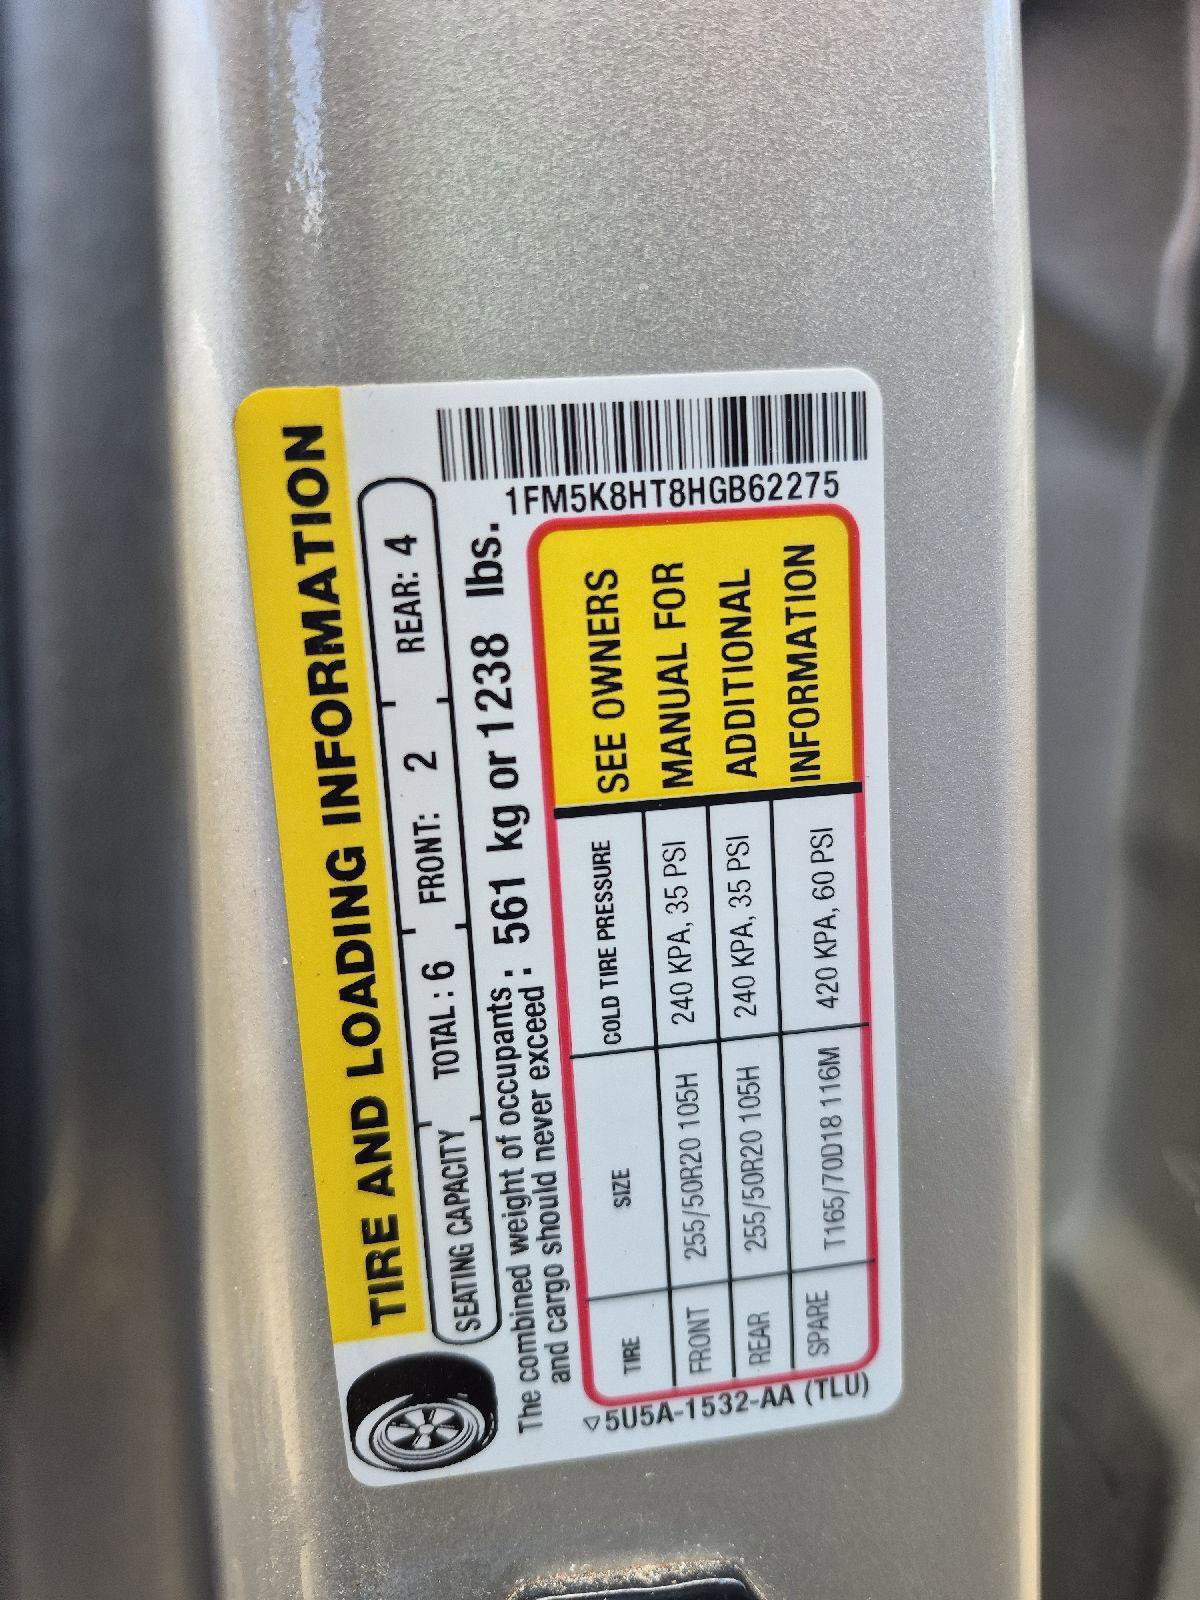 TIRE AND LOADING INFORMATION
SEATING CAPACITY TOTAL: 6 FRONT: 2 REAR: 4
The combined weight of occupants and cargo should never exceed : 561 kg or 1238 lbs.
TIRE SIZE COLD TIRE PRESSURE
FRONT 255/50R20 105H 240 KPA, 35 PSI
REAR 255/50R20 105H 240 KPA, 35 PSI
SPARE T165/70D18 116M 420 KPA, 60 PSI
SEE OWNERS
MANUAL FOR
ADDITIONAL
INFORMATION
1FM5K8HT8HGB62275
5U5A-1532-AA (TLU)